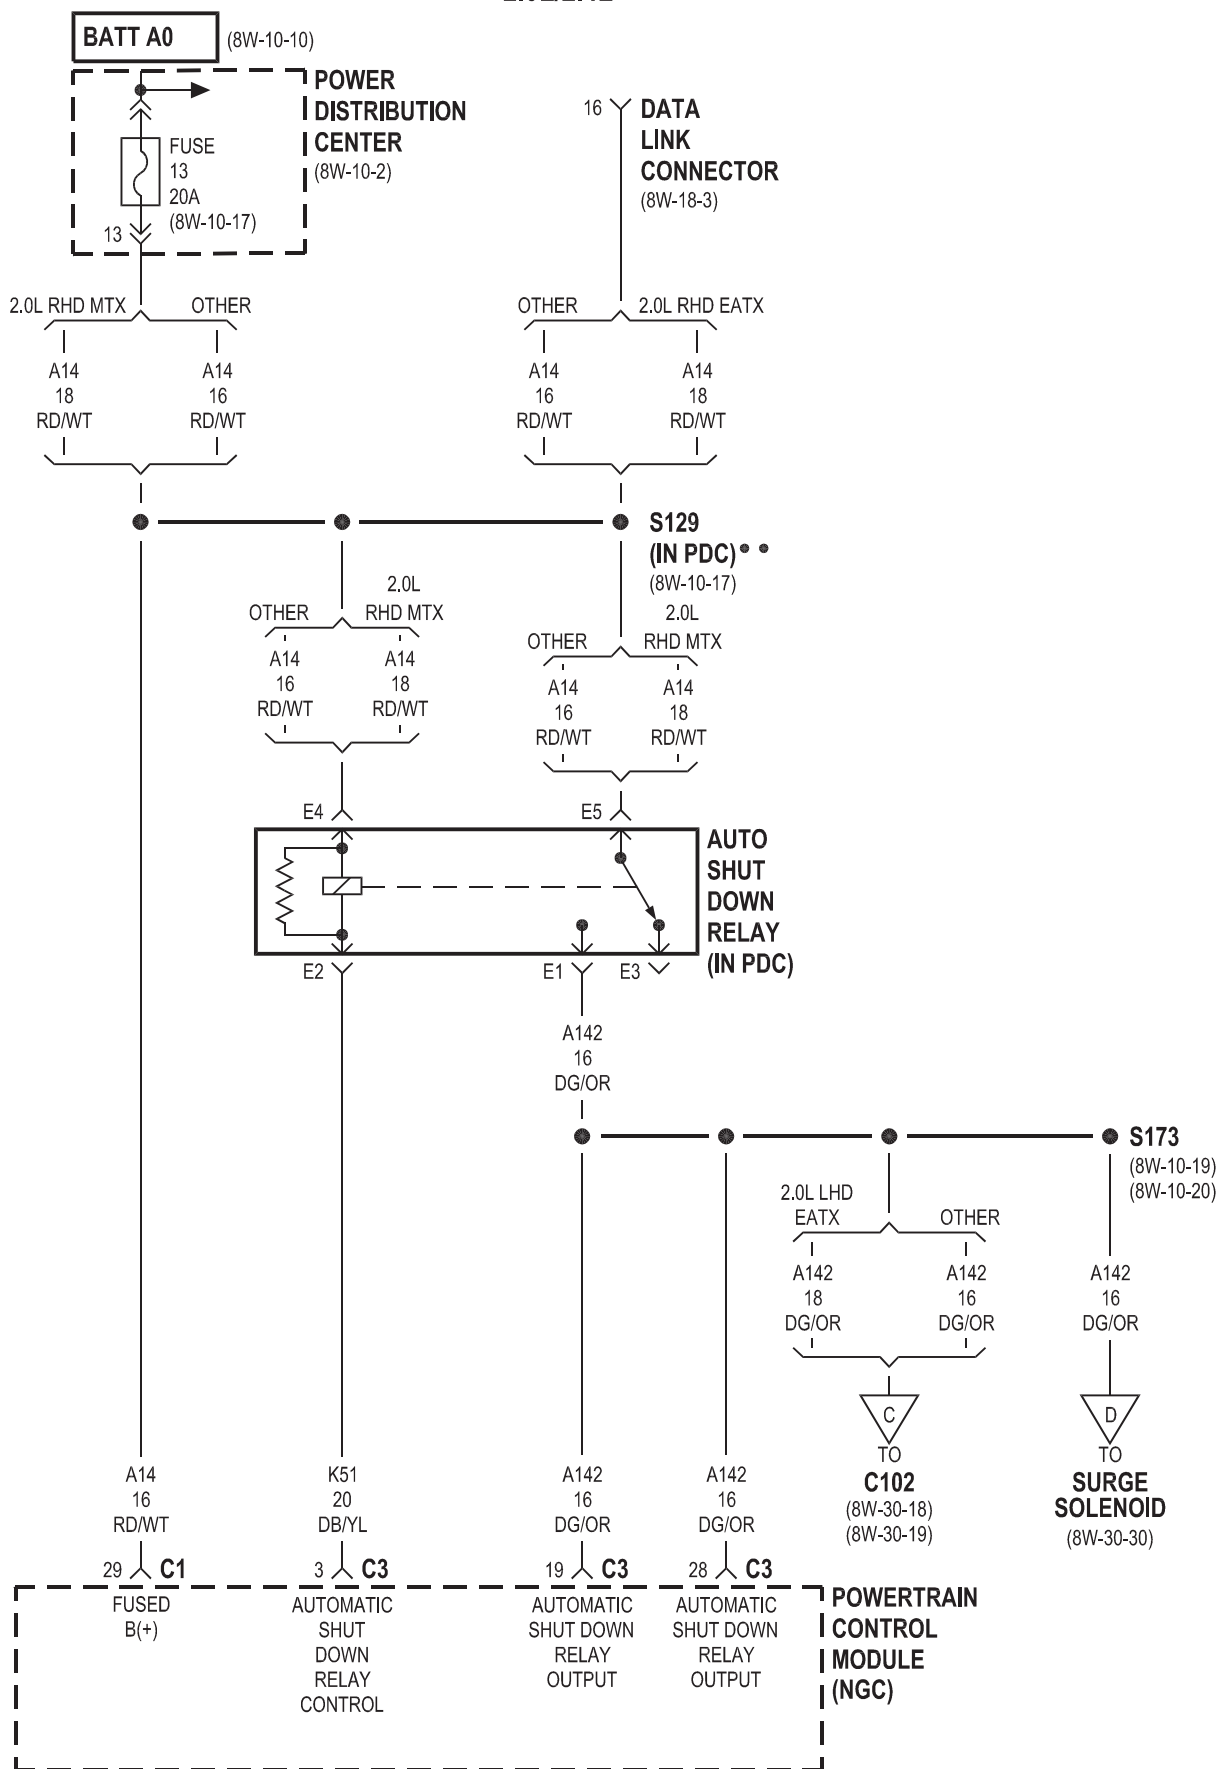 BATT A0 (8W-10-10)
POWER
DISTRIBUTION
CENTER
(8W-10-2)
FUSE
13
20A
(8W-10-17)
13
16 DATA
LINK
CONNECTOR
(8W-18-3)
2.0L RHD MTX OTHER
A14 A14
18 16
RD/WT RD/WT
OTHER 2.0L RHD EATX
A14 A14
16 18
RD/WT RD/WT
S129
(IN PDC)
(8W-10-17)
2.0L
OTHER RHD MTX
A14 A14
16 18
RD/WT RD/WT
2.0L
OTHER RHD MTX
A14 A14
16 18
RD/WT RD/WT
E4 E5
AUTO
SHUT
DOWN
RELAY
(IN PDC)
E2 E1 E3
A142
16
DG/OR
S173
(8W-10-19)
(8W-10-20)
2.0L LHD
EATX OTHER
A142 A142 A142
18 16 16
DG/OR DG/OR DG/OR
C D
TO TO
C102 SURGE
SOLENOID
(8W-30-18)
(8W-30-19)
(8W-30-30)
A14 K51 A142 A142
16 20 16 16
RD/WT DB/YL DG/OR DG/OR
29 C1 3 C3 19 C3 28 C3
FUSED
B(+)
AUTOMATIC
SHUT
DOWN
RELAY
CONTROL
AUTOMATIC
SHUT DOWN
RELAY
OUTPUT
AUTOMATIC
SHUT DOWN
RELAY
OUTPUT
POWERTRAIN
CONTROL
MODULE
(NGC)